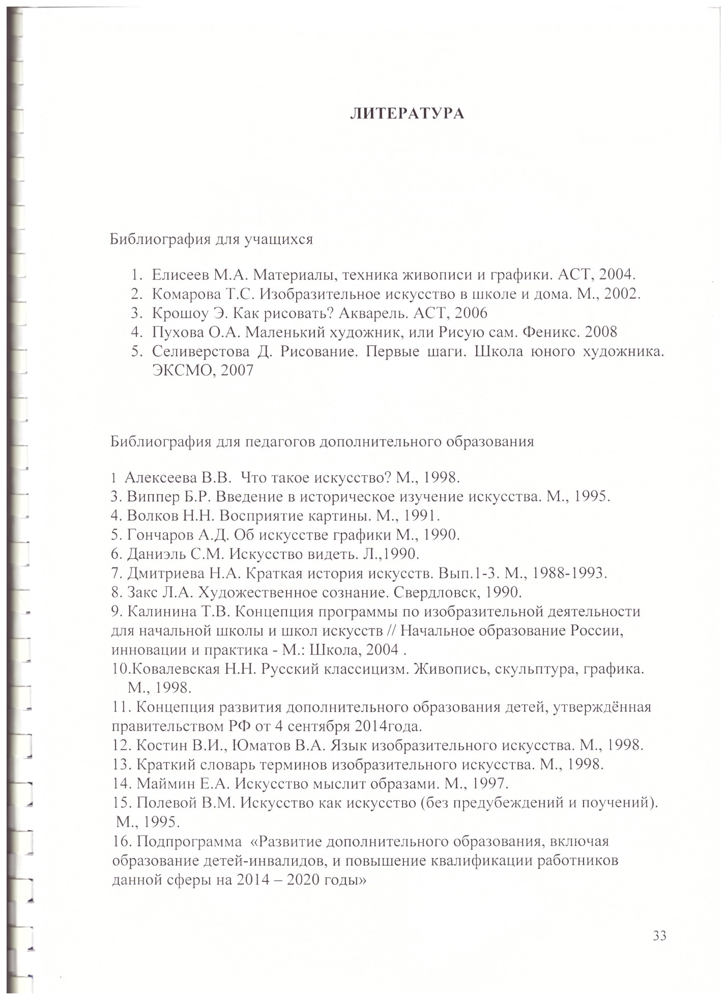 ЛИТЕРАТУРА
Библиография для учащихся
1. Елисеев М.А. Материалы, техника живописи и графики. АСТ, 2004.
2. Комарова Т.С. Изобразительное искусство в школе и дома. М., 2002.
3. Крошоу Э. Как рисовать? Акварель. АСТ, 2006
4. Пухова О.А. Маленький художник, или Рисую сам. Феникс. 2008
5. Селиверстова Д. Рисование. Первые шаги. Школа юного художника.
ЭКСМО, 2007
Библиография для педагогов дополнительного образования
1 Алексеева В.В. Что такое искусство? М., 1998.
3. Виппер Б.Р. Введение в историческое изучение искусства. М., 1995.
4. Волков Н.Н. Восприятие картины. М., 1991.
5. Гончаров А.Д. Об искусстве графики М., 1990.
6. Даниэль С.М. Искусство видеть. Л.,1990.
7. Дмитриева Н.А. Краткая история искусств. Вып.1-3. М., 1988-1993.
8. Закс Л.А. Художественное сознание. Свердловск, 1990.
9. Калинина Т.В. Концепция программы по изобразительной деятельности
для начальной школы и школ искусств // Начальное образование России,
инновации и практика - М.: Школа, 2004 .
10.Ковалевская Н.Н. Русский классицизм. Живопись, скульптура, графика.
М., 1998.
11. Концепция развития дополнительного образования детей, утверждённая
правительством РФ от 4 сентября 2014года.
12. Костин В.И., Юматов В.А. Язык изобразительного искусства. М., 1998.
13. Краткий словарь терминов изобразительного искусства. М., 1998.
14. Маймин Е.А. Искусство мыслит образами. М., 1997.
15. Полевой В.М. Искусство как искусство (без предубеждений и поучений).
М., 1995.
16. Подпрограмма «Развитие дополнительного образования, включая
образование детей-инвалидов, и повышение квалификации работников
данной сферы на 2014 – 2020 годы»
33